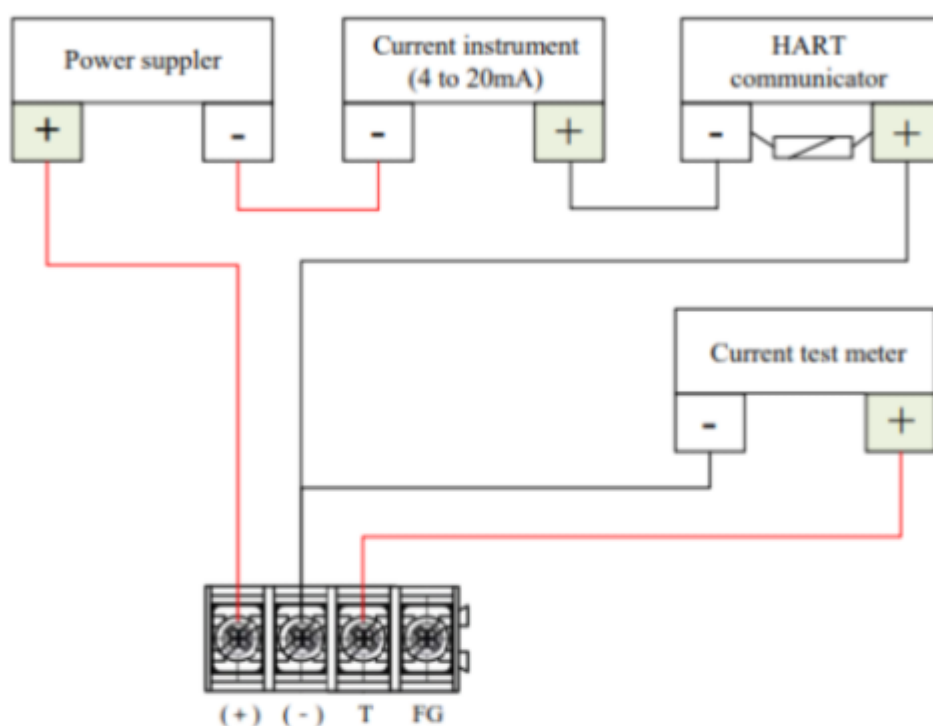 Power suppler
Current instrument
(4 to 20mA)
HART
communicator
+
-
-
+
-
+
Current test meter
-
+
(+) (-) T FG